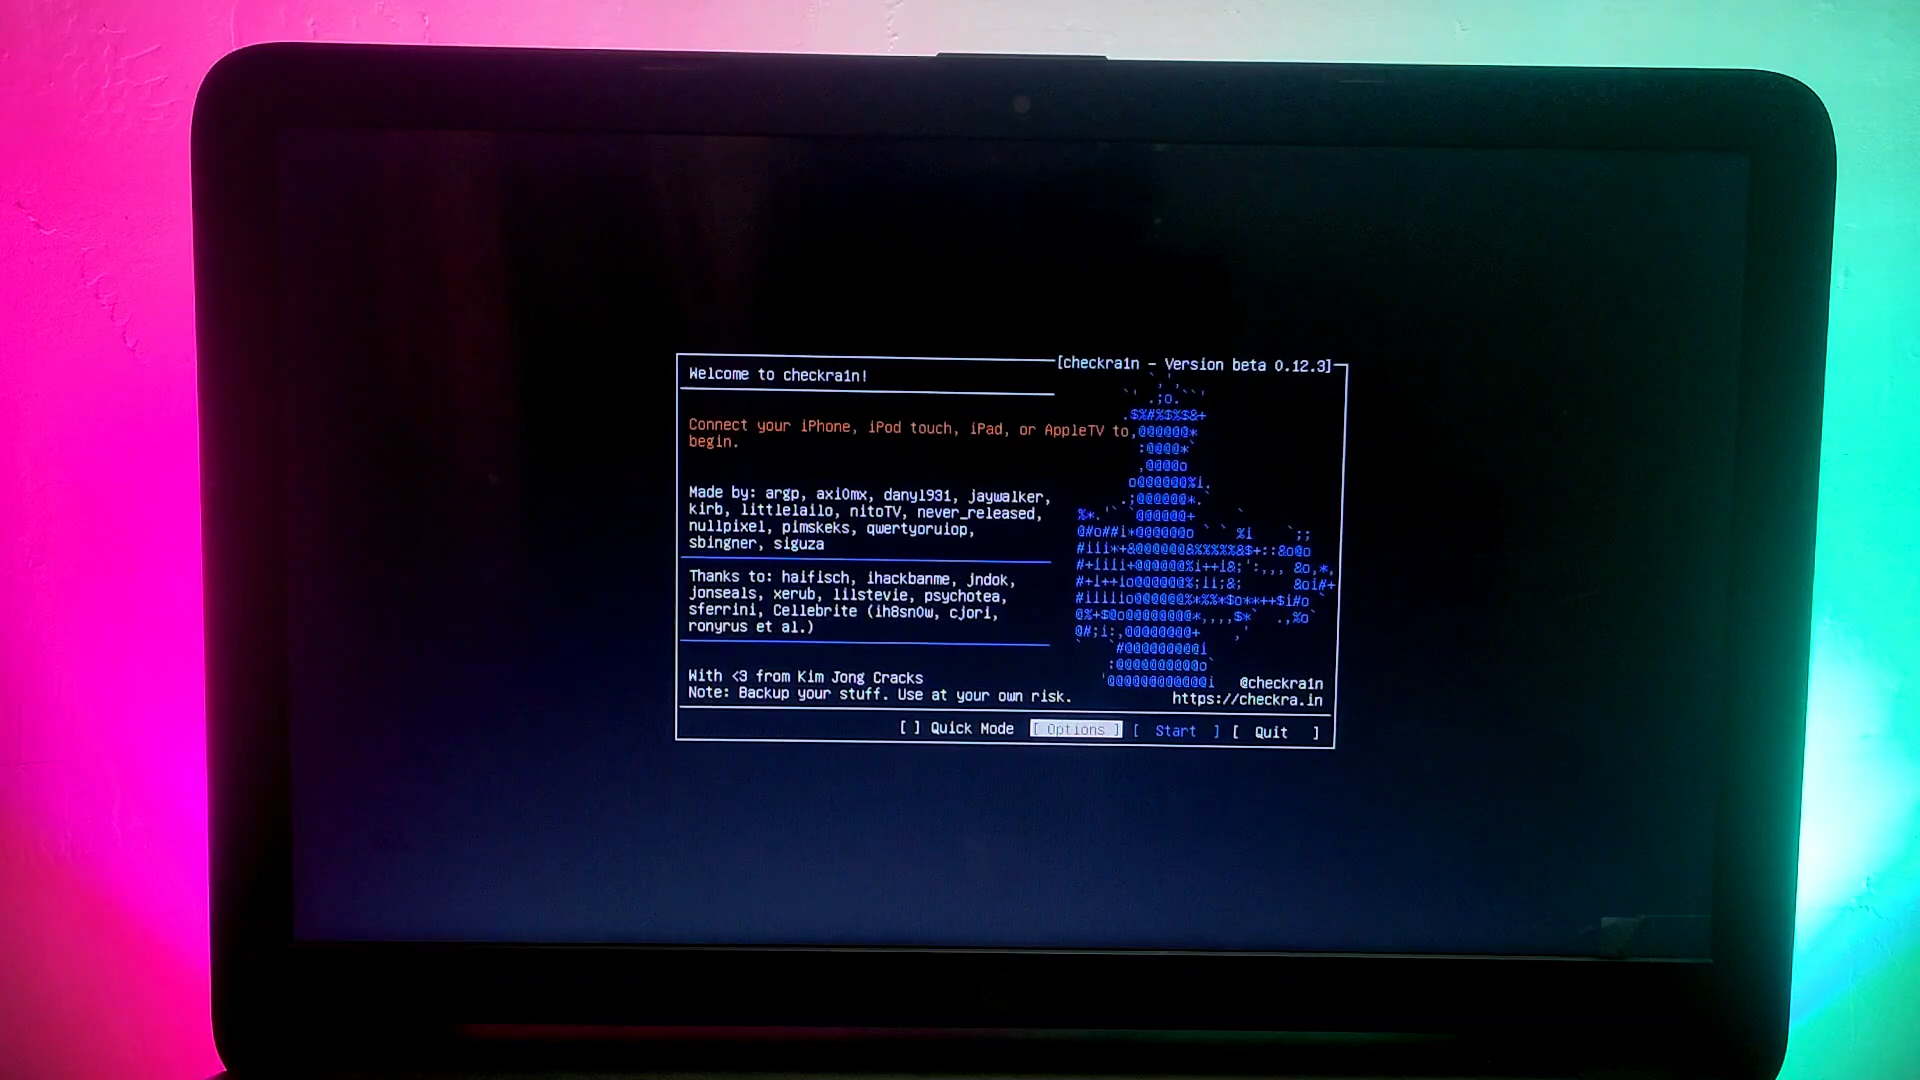 [checkra1n – Version beta 0.12.3]
Welcome to checkra1n!
Connect your iPhone, iPod touch, iPad, or AppleTV to
begin.
Made by: argp, axi0mx, danyl931, jaywalker,
kirb, littlelailo, nitoTV, never_released,
nullpixel, pimskeks, qwertyoruiop,
sbingner, siguza
Thanks to: haifisch, ihackbanme, jndok,
jonseals, xerub, lilstevie, psychotea,
sferrini, Cellebrite (ih8sn0w, cjori,
ronyrus et al.)
With <3 from Kim Jong Cracks
Note: Backup your stuff. Use at your own risk.
@checkra1n
https://checkra.in
[ ] Quick Mode [ Options ] [ Start ] [ Quit ]